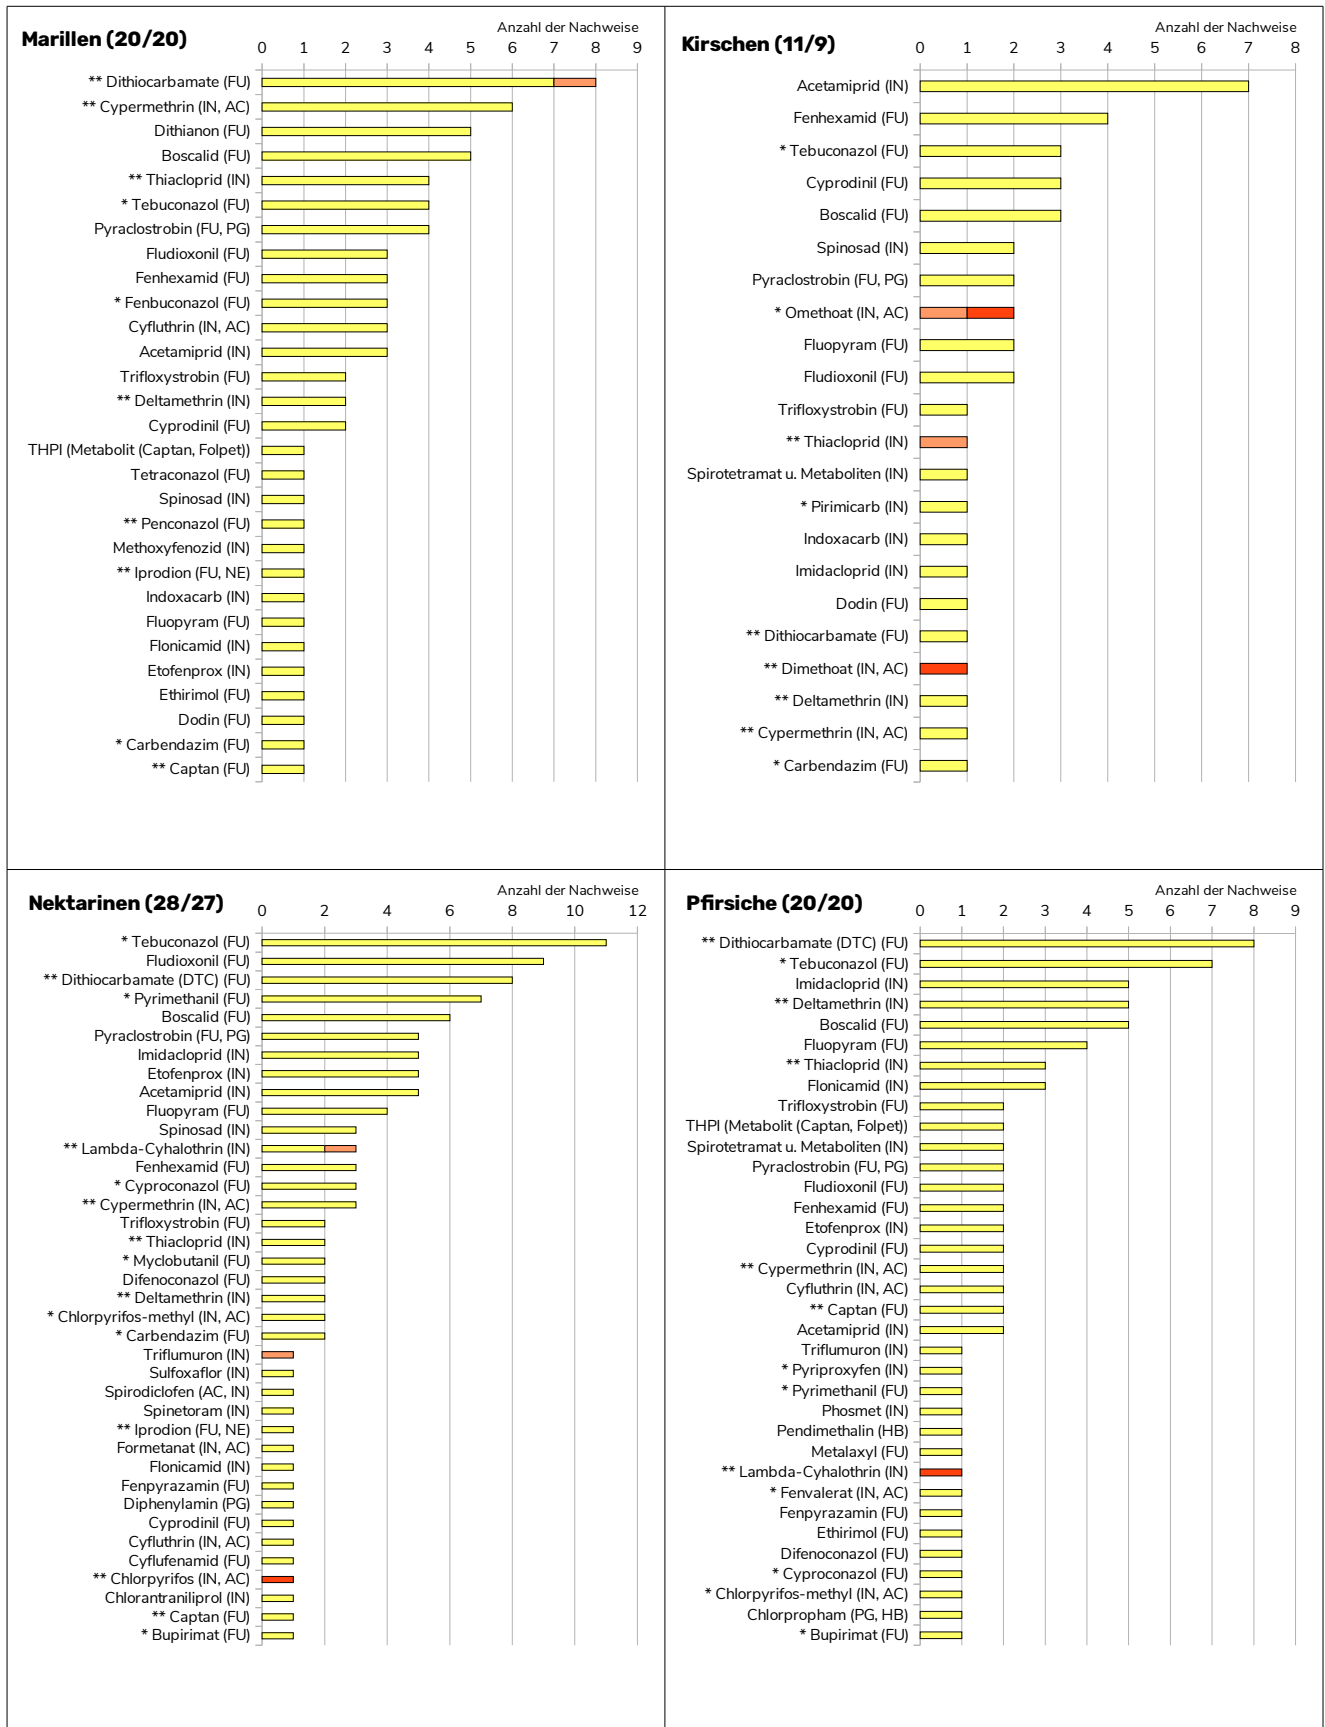 Marillen (20/20)
Anzahl der Nachweise
0 1 2 3 4 5 6 7 8 9
** Dithiocarbamate (FU)
** Cypermethrin (IN, AC)
Dithianon (FU)
Boscalid (FU)
** Thiacloprid (IN)
* Tebuconazol (FU)
Pyraclostrobin (FU, PG)
Fludioxonil (FU)
Fenhexamid (FU)
* Fenbuconazol (FU)
Cyfluthrin (IN, AC)
Acetamiprid (IN)
Trifloxystrobin (FU)
** Deltamethrin (IN)
Cyprodinil (FU)
THPI (Metabolit (Captan, Folpet))
Tetraconazol (FU)
Spinosad (IN)
** Penconazol (FU)
Methoxyfenozid (IN)
** Iprodion (FU, NE)
Indoxacarb (IN)
Fluopyram (FU)
Flonicamid (IN)
Etofenprox (IN)
Ethirimol (FU)
Dodin (FU)
* Carbendazim (FU)
** Captan (FU)
Kirschen (11/9)
Anzahl der Nachweise
0 1 2 3 4 5 6 7 8
Acetamiprid (IN)
Fenhexamid (FU)
* Tebuconazol (FU)
Cyprodinil (FU)
Boscalid (FU)
Spinosad (IN)
Pyraclostrobin (FU, PG)
* Omethoat (IN, AC)
Fluopyram (FU)
Fludioxonil (FU)
Trifloxystrobin (FU)
** Thiacloprid (IN)
Spirotetramat u. Metaboliten (IN)
* Pirimicarb (IN)
Indoxacarb (IN)
Imidacloprid (IN)
Dodin (FU)
** Dithiocarbamate (FU)
** Dimethoat (IN, AC)
** Deltamethrin (IN)
** Cypermethrin (IN, AC)
* Carbendazim (FU)
Nektarinen (28/27)
Anzahl der Nachweise
0 2 4 6 8 10 12
* Tebuconazol (FU)
Fludioxonil (FU)
** Dithiocarbamate (DTC) (FU)
* Pyrimethanil (FU)
Boscalid (FU)
Pyraclostrobin (FU, PG)
Imidacloprid (IN)
Etofenprox (IN)
Acetamiprid (IN)
Fluopyram (FU)
Spinosad (IN)
** Lambda-Cyhalothrin (IN)
Fenhexamid (FU)
* Cyproconazol (FU)
** Cypermethrin (IN, AC)
Trifloxystrobin (FU)
** Thiacloprid (IN)
* Myclobutanil (FU)
Difenoconazol (FU)
** Deltamethrin (IN)
* Chlorpyrifos-methyl (IN, AC)
* Carbendazim (FU)
Triflumuron (IN)
Sulfoxaflor (IN)
Spirodiclofen (AC, IN)
Spinetoram (IN)
** Iprodion (FU, NE)
Formetanat (IN, AC)
Flonicamid (IN)
Fenpyrazamin (FU)
Diphenylamin (PG)
Cyprodinil (FU)
Cyfluthrin (IN, AC)
Cyflufenamid (FU)
** Chlorpyrifos (IN, AC)
Chlorantraniliprol (IN)
** Captan (FU)
* Bupirimat (FU)
Pfirsiche (20/20)
Anzahl der Nachweise
0 1 2 3 4 5 6 7 8 9
** Dithiocarbamate (DTC) (FU)
* Tebuconazol (FU)
Imidacloprid (IN)
** Deltamethrin (IN)
Boscalid (FU)
Fluopyram (FU)
** Thiacloprid (IN)
Flonicamid (IN)
Trifloxystrobin (FU)
THPI (Metabolit (Captan, Folpet))
Spirotetramat u. Metaboliten (IN)
Pyraclostrobin (FU, PG)
Fludioxonil (FU)
Fenhexamid (FU)
Etofenprox (IN)
Cyprodinil (FU)
** Cypermethrin (IN, AC)
Cyfluthrin (IN, AC)
** Captan (FU)
Acetamiprid (IN)
Triflumuron (IN)
* Pyriproxyfen (IN)
* Pyrimethanil (FU)
Phosmet (IN)
Pendimethalin (HB)
Metalaxyl (FU)
** Lambda-Cyhalothrin (IN)
* Fenvalerat (IN, AC)
Fenpyrazamin (FU)
Ethirimol (FU)
Difenoconazol (FU)
* Cyproconazol (FU)
* Chlorpyrifos-methyl (IN, AC)
Chlorpropham (PG, HB)
* Bupirimat (FU)